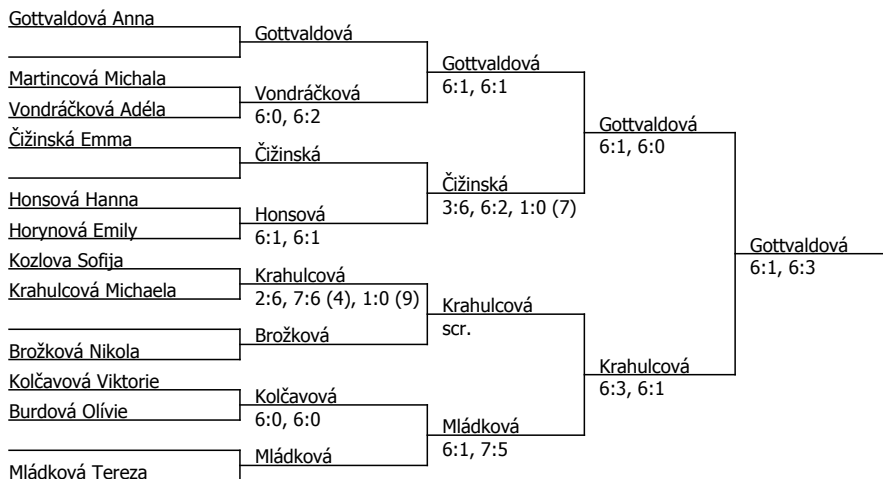 Gottvaldová Anna
Martincová Michala
Vondráčková Adéla
Čižinská Emma
Honsová Hanna
Horynová Emily
Kozlova Sofija
Krahulcová Michaela
Brožková Nikola
Kolčavová Viktorie
Burdová Olívie
Mládková Tereza
Gottvaldová
Vondráčková
6:0, 6:2
Čižinská
Honsová
6:1, 6:1
Krahulcová
2:6, 7:6 (4), 1:0 (9)
Brožková
Kolčavová
6:0, 6:0
Mládková
Gottvaldová
6:1, 6:1
Čižinská
3:6, 6:2, 1:0 (7)
Krahulcová
scr.
Mládková
6:1, 7:5
Gottvaldová
6:1, 6:0
Krahulcová
6:3, 6:1
Gottvaldová
6:1, 6:3